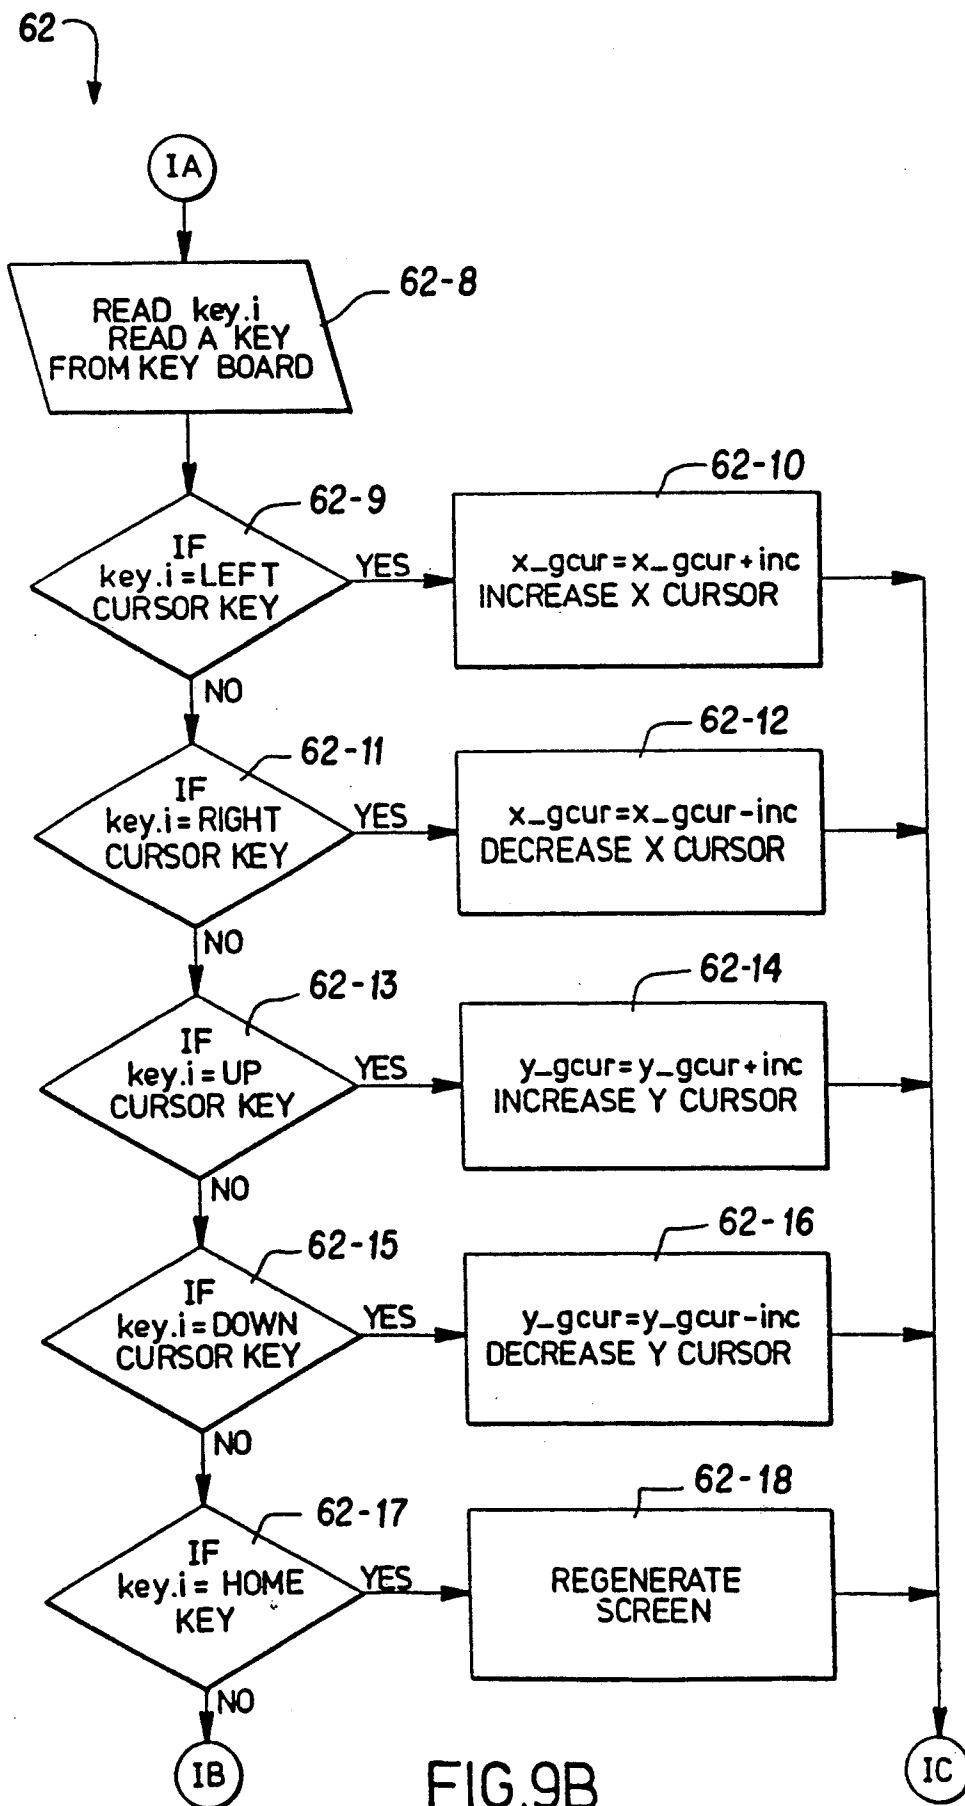 62
IA
62-8
READ key.i
READ A KEY
FROM KEY BOARD
62-9
IF
key.i=LEFT
CURSOR KEY
YES
NO
62-10
x_gcur=x_gcur+inc
INCREASE X CURSOR
62-11
IF
key.i=RIGHT
CURSOR KEY
YES
NO
62-12
x_gcur=x_gcur-inc
DECREASE X CURSOR
62-13
IF
key.i=UP
CURSOR KEY
YES
NO
62-14
y_gcur=y_gcur+inc
INCREASE Y CURSOR
62-15
IF
key.i=DOWN
CURSOR KEY
YES
NO
62-16
y_gcur=y_gcur-inc
DECREASE Y CURSOR
62-17
IF
key.i= HOME
KEY
YES
NO
62-18
REGENERATE
SCREEN
IB
IC
FIG.9B